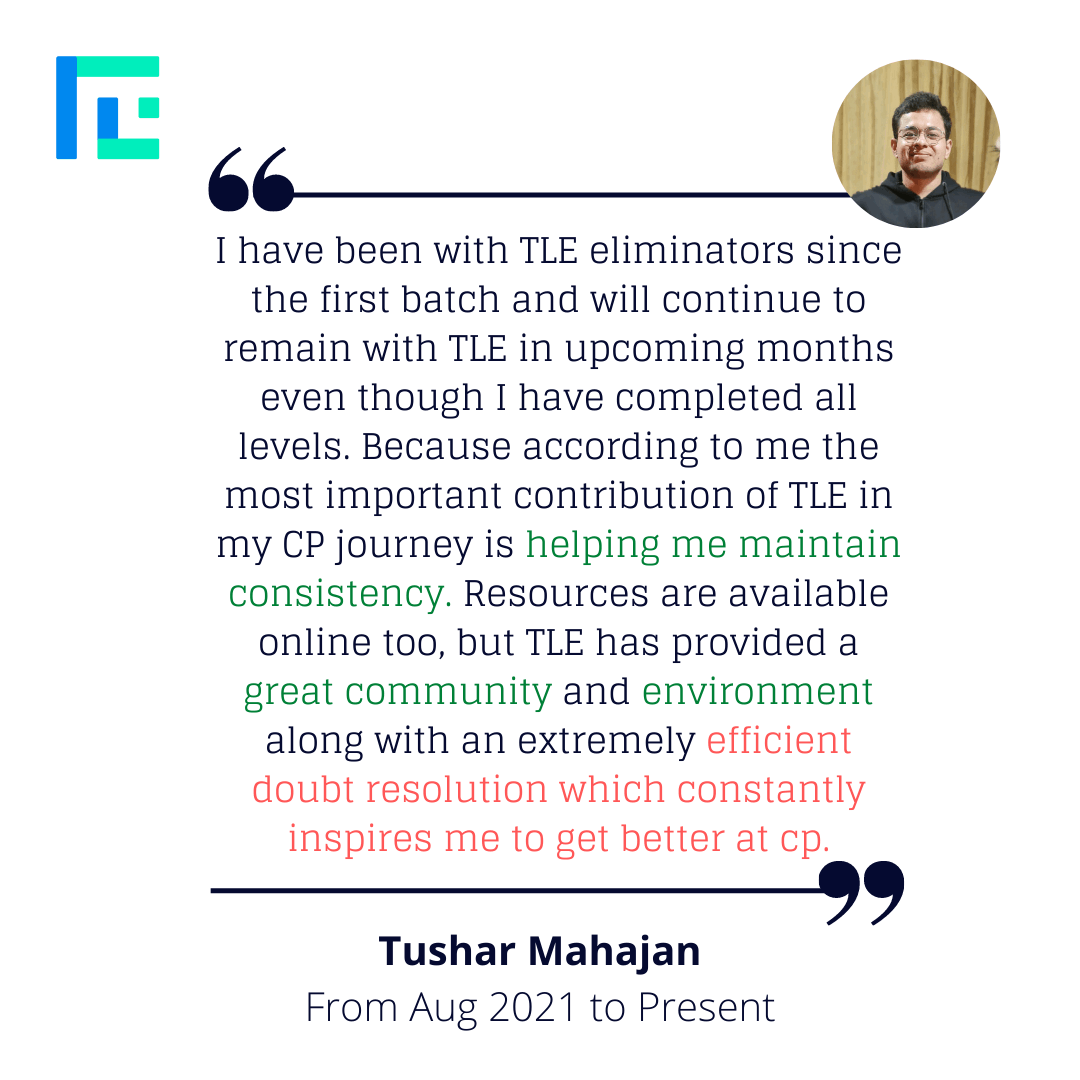 I have been with TLE eliminators since
the first batch and will continue to
remain with TLE in upcoming months
even though I have completed all
levels. Because according to me the
most important contribution of TLE in
my CP journey is helping me maintain
consistency. Resources are available
online too, but TLE has provided a
great community and environment
along with an extremely efficient
doubt resolution which constantly
inspires me to get better at cp.
Tushar Mahajan
From Aug 2021 to Present